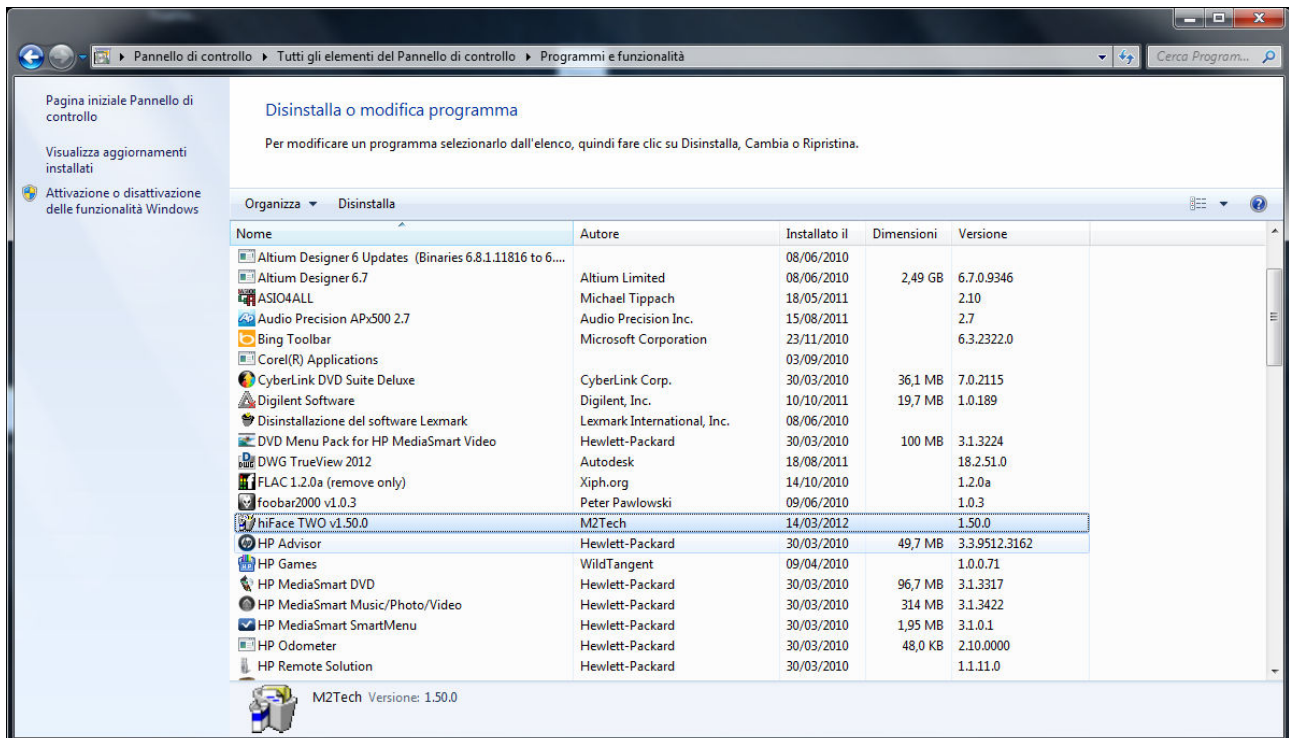 Pannello di controllo ▸ Tutti gli elementi del Pannello di controllo ▸ Programmi e funzionalità
Cerca Program...
Pagina iniziale Pannello di
controllo
Visualizza aggiornamenti
installati
Attivazione o disattivazione
delle funzionalità Windows
Disinstalla o modifica programma
Per modificare un programma selezionarlo dall'elenco, quindi fare clic su Disinstalla, Cambia o Ripristina.
Organizza Disinstalla
Nome Autore Installato il Dimensioni Versione
Altium Designer 6 Updates (Binaries 6.8.1.11816 to 6.... 08/06/2010
Altium Designer 6.7 Altium Limited 08/06/2010 2,49 GB 6.7.0.9346
ASIO4ALL Michael Tippach 18/05/2011 2.10
Audio Precision APx500 2.7 Audio Precision Inc. 15/08/2011 2.7
Bing Toolbar Microsoft Corporation 23/11/2010 6.3.2322.0
Corel(R) Applications 03/09/2010
CyberLink DVD Suite Deluxe CyberLink Corp. 30/03/2010 36,1 MB 7.0.2115
Digilent Software Digilent, Inc. 10/10/2011 19,7 MB 1.0.189
Disinstallazione del software Lexmark Lexmark International, Inc. 08/06/2010
DVD Menu Pack for HP MediaSmart Video Hewlett-Packard 30/03/2010 100 MB 3.1.3224
DWG TrueView 2012 Autodesk 18/08/2011 18.2.51.0
FLAC 1.2.0a (remove only) Xiph.org 14/10/2010 1.2.0a
foobar2000 v1.0.3 Peter Pawlowski 09/06/2010 1.0.3
hiFace TWO v1.50.0 M2Tech 14/03/2012 1.50.0
HP Advisor Hewlett-Packard 30/03/2010 49,7 MB 3.3.9512.3162
HP Games WildTangent 09/04/2010 1.0.0.71
HP MediaSmart DVD Hewlett-Packard 30/03/2010 96,7 MB 3.1.3317
HP MediaSmart Music/Photo/Video Hewlett-Packard 30/03/2010 314 MB 3.1.3422
HP MediaSmart SmartMenu Hewlett-Packard 30/03/2010 1,95 MB 3.1.0.1
HP Odometer Hewlett-Packard 30/03/2010 48,0 KB 2.10.0000
HP Remote Solution Hewlett-Packard 30/03/2010 1.1.11.0
M2Tech Versione: 1.50.0